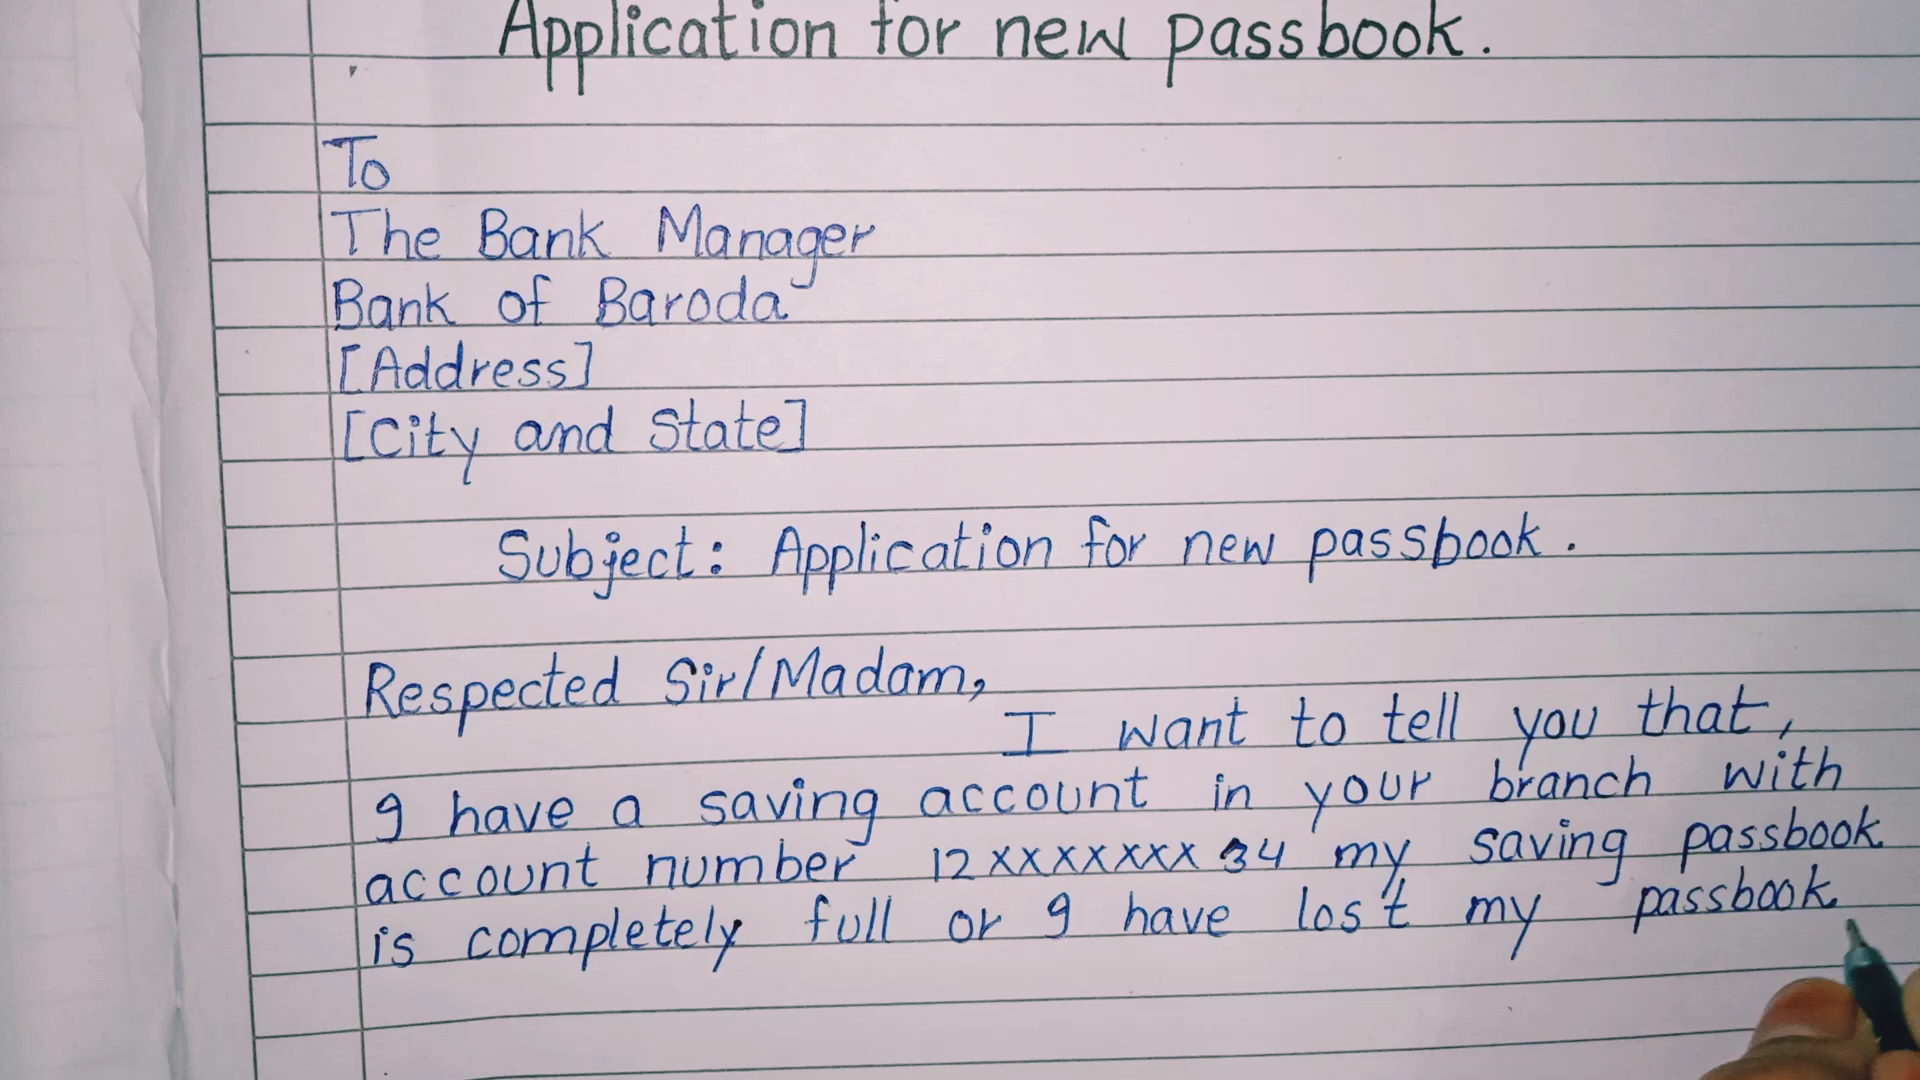 Application for new passbook.
To
The Bank Manager
Bank of Baroda
[Address]
[City and State]
Subject: Application for new passbook.
Respected Sir/Madam,
I want to tell you that,
I have a saving account in your branch with
account number 12xxxxxxx34 my saving passbook
is completely full or I have lost my passbook.